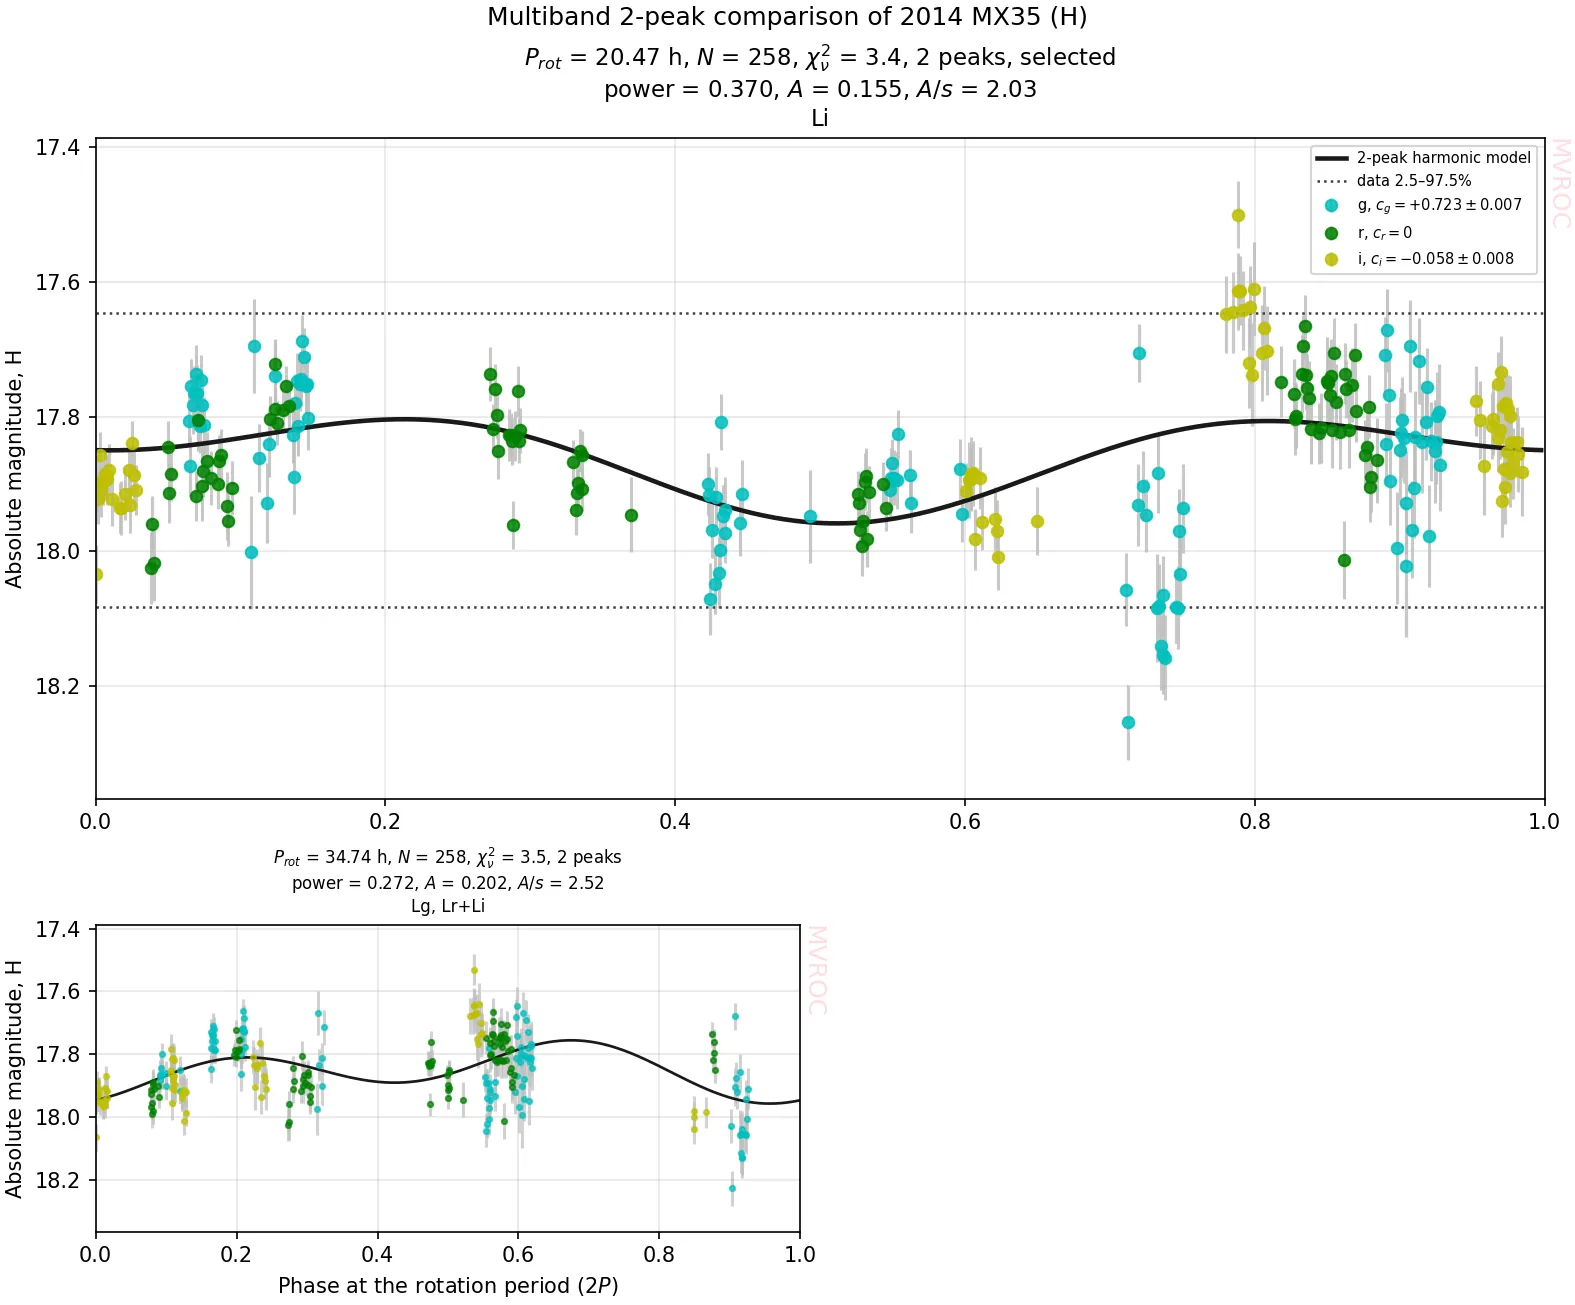 Multiband 2-peak comparison of 2014 MX35 (H)
P_rot = 20.47 h, N = 258, χ²_ν = 3.4, 2 peaks, selected
power = 0.370, A = 0.155, A/s = 2.03
Li
17.4
17.6
17.8
18.0
18.2
Absolute magnitude, H
2-peak harmonic model
data 2.5–97.5%
g, c_g = +0.723 ± 0.007
r, c_r = 0
i, c_i = −0.058 ± 0.008
MVROC
0.0 0.2 0.4 0.6 0.8 1.0
P_rot = 34.74 h, N = 258, χ²_ν = 3.5, 2 peaks
power = 0.272, A = 0.202, A/s = 2.52
Lg, Lr+Li
17.4
17.6
17.8
18.0
18.2
Absolute magnitude, H
MVROC
0.0 0.2 0.4 0.6 0.8 1.0
Phase at the rotation period (2P)